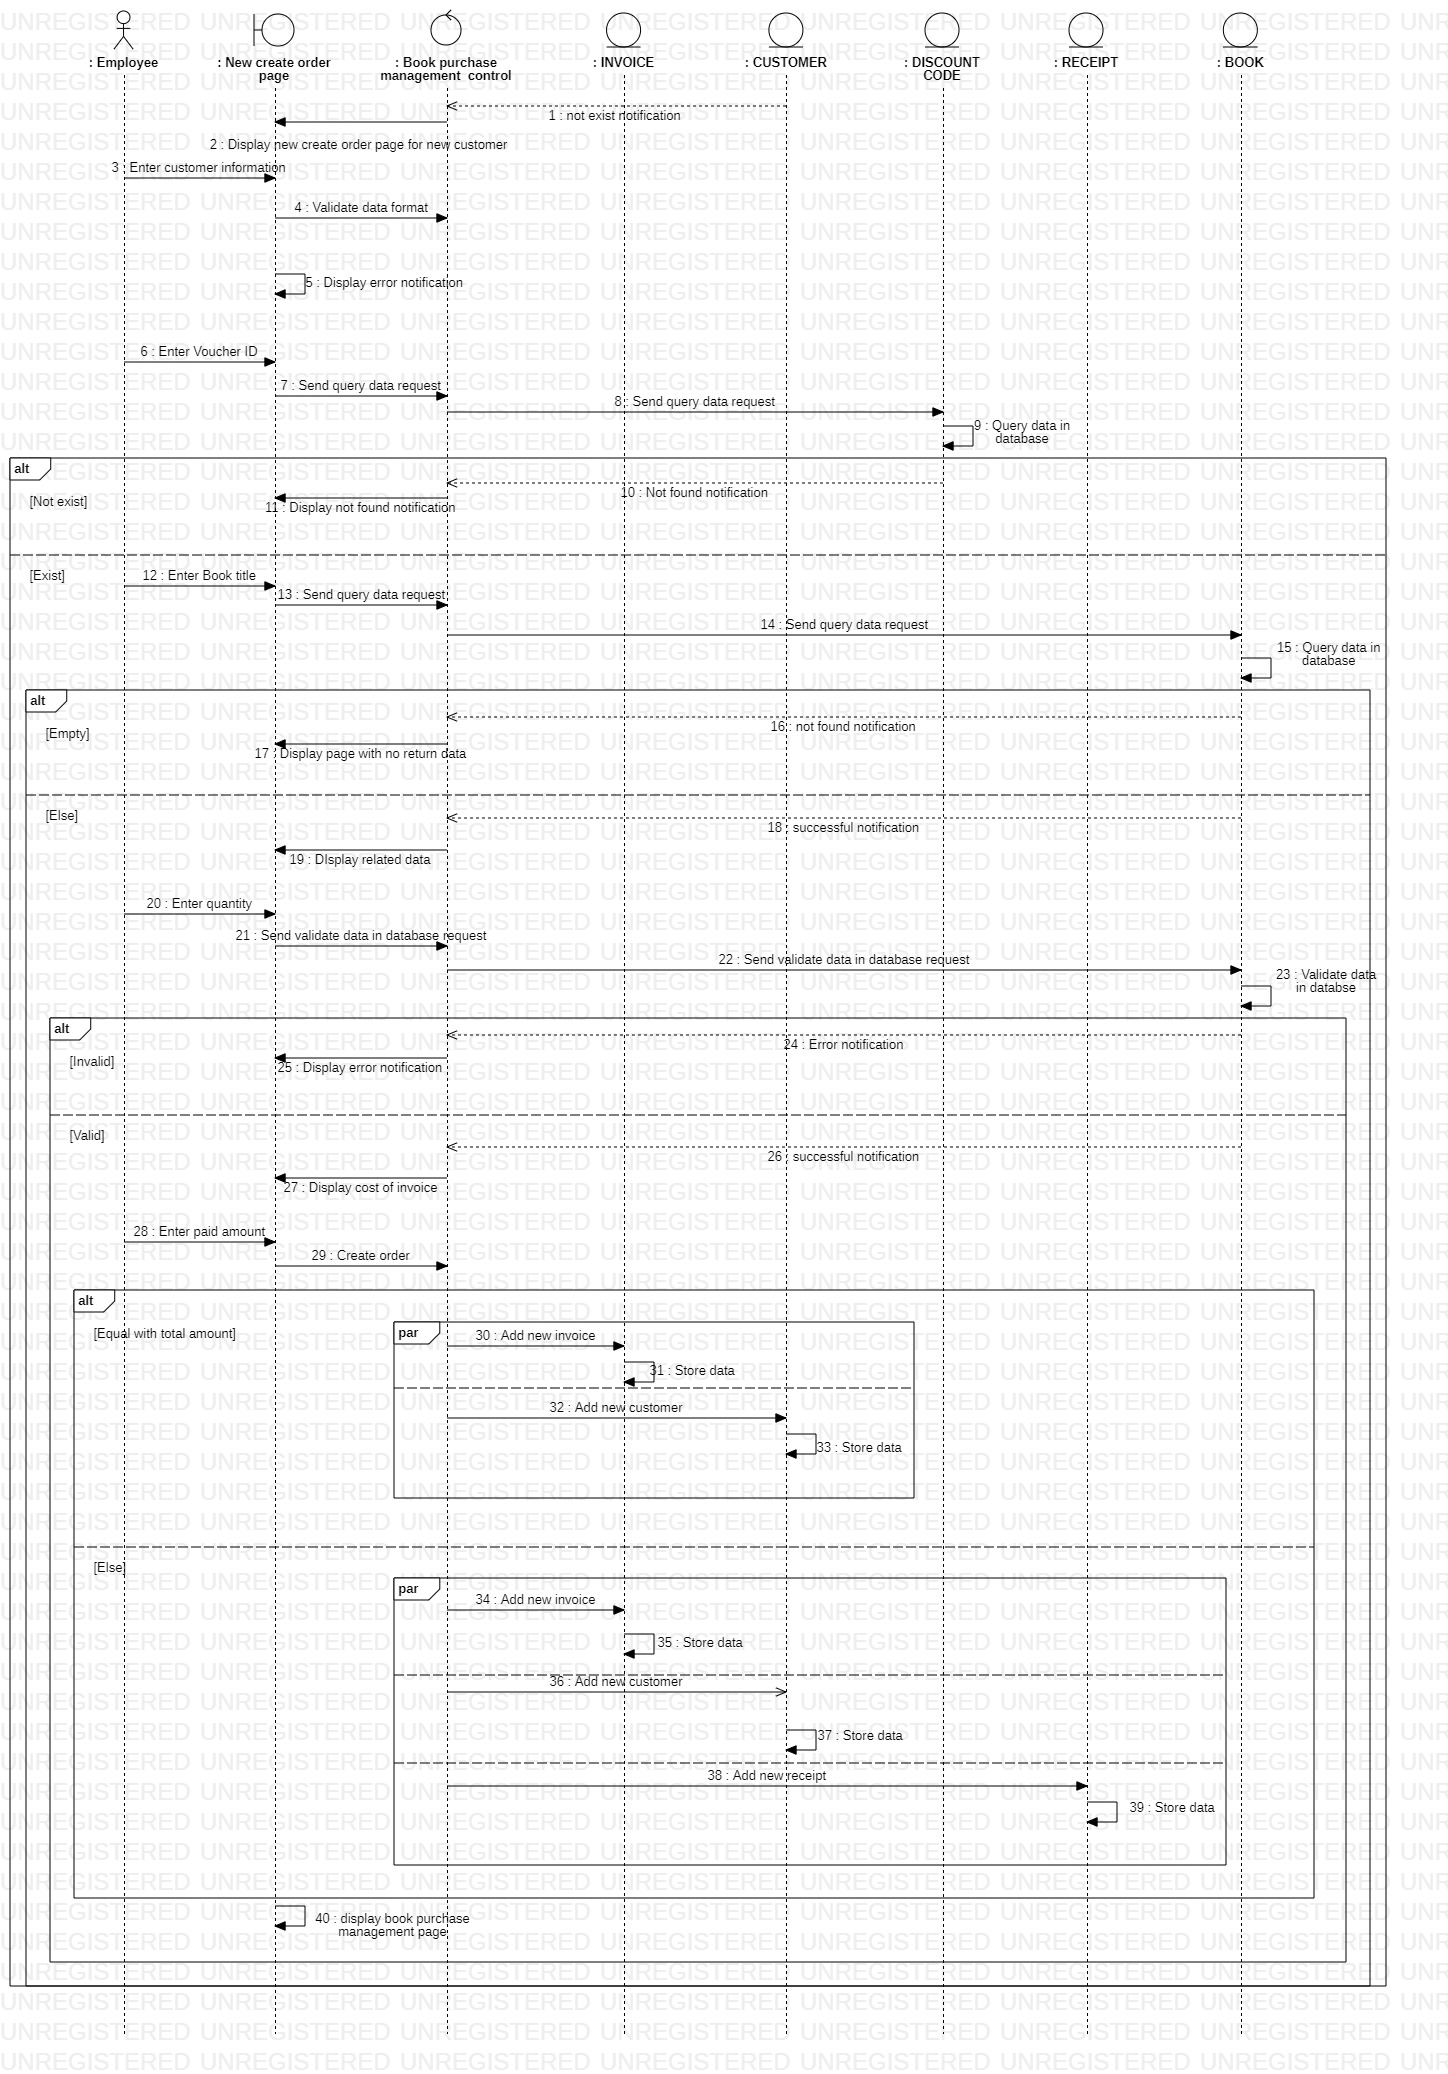 : Employee
: New create order
page
: Book purchase
management  control
: INVOICE
: CUSTOMER
: DISCOUNT
CODE
: RECEIPT
: BOOK
1 : not exist notification
2 : Display new create order page for new customer
3 : Enter customer information
4 : Validate data format
5 : Display error notification
6 : Enter Voucher ID
7 : Send query data request
8 : Send query data request
9 : Query data in
database
alt
[Not exist]
10 : Not found notification
11 : Display not found notification
[Exist]
12 : Enter Book title
13 : Send query data request
14 : Send query data request
15 : Query data in
database
alt
[Empty]
16 : not found notification
17 : Display page with no return data
[Else]
18 : successful notification
19 : DIsplay related data
20 : Enter quantity
21 : Send validate data in database request
22 : Send validate data in database request
23 : Validate data
in databse
alt
[Invalid]
24 : Error notification
25 : Display error notification
[Valid]
26 : successful notification
27 : Display cost of invoice
28 : Enter paid amount
29 : Create order
alt
[Equal with total amount]
par
30 : Add new invoice
31 : Store data
32 : Add new customer
33 : Store data
[Else]
par
34 : Add new invoice
35 : Store data
36 : Add new customer
37 : Store data
38 : Add new receipt
39 : Store data
40 : display book purchase
management page
UNREGISTERED